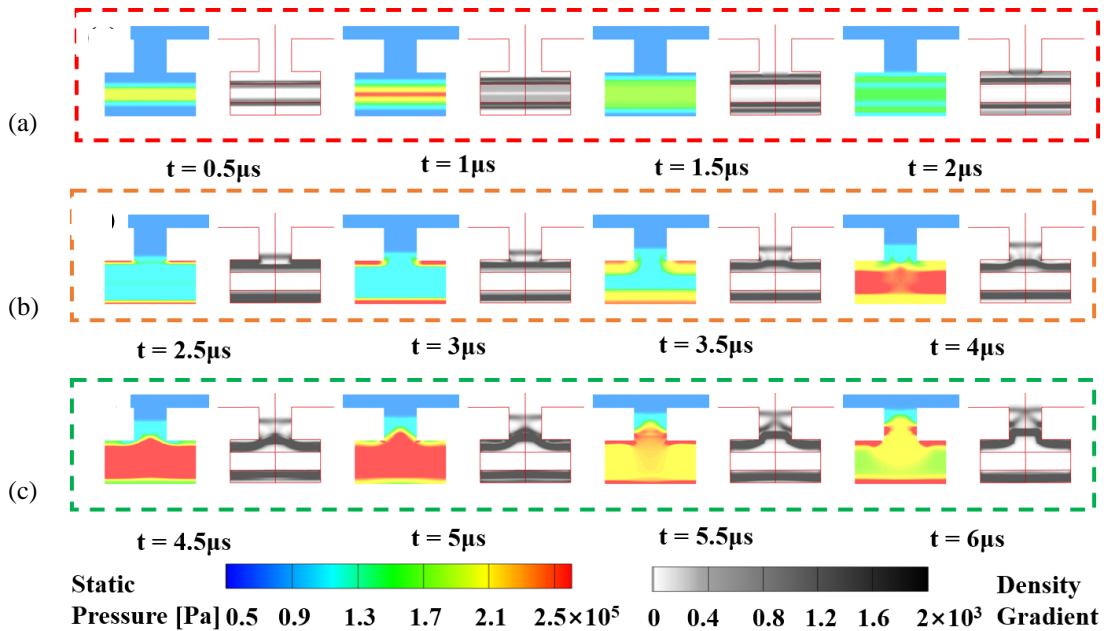 (a)
t = 0.5µs t = 1µs t = 1.5µs t = 2µs
(b)
t = 2.5µs t = 3µs t = 3.5µs t = 4µs
(c)
t = 4.5µs t = 5µs t = 5.5µs t = 6µs
Static
Pressure [Pa]
0.5 0.9 1.3 1.7 2.1 2.5×10⁵
0 0.4 0.8 1.2 1.6 2×10³
Density
Gradient